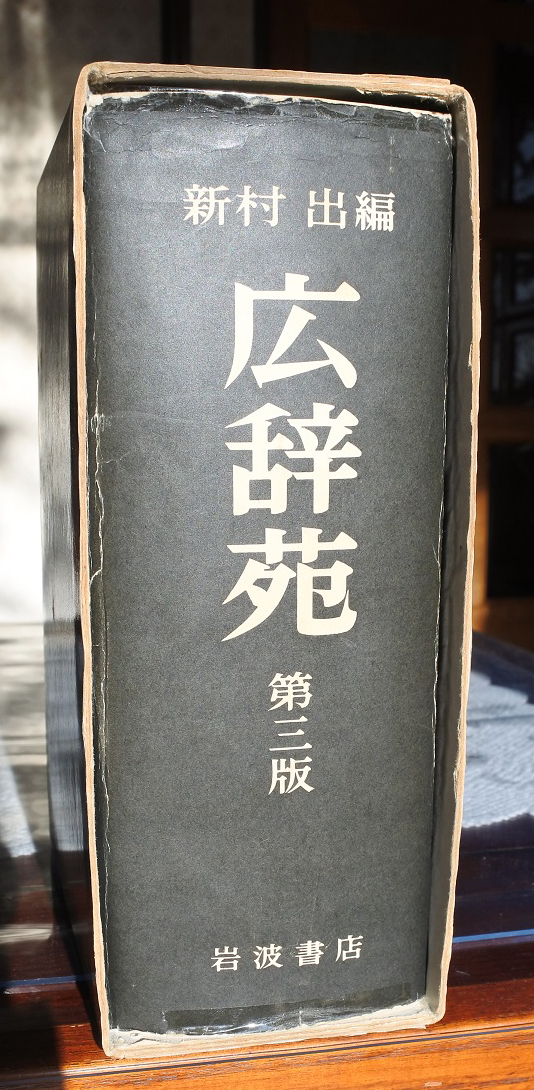 新村 出編
広辞苑
第三版
岩波書店